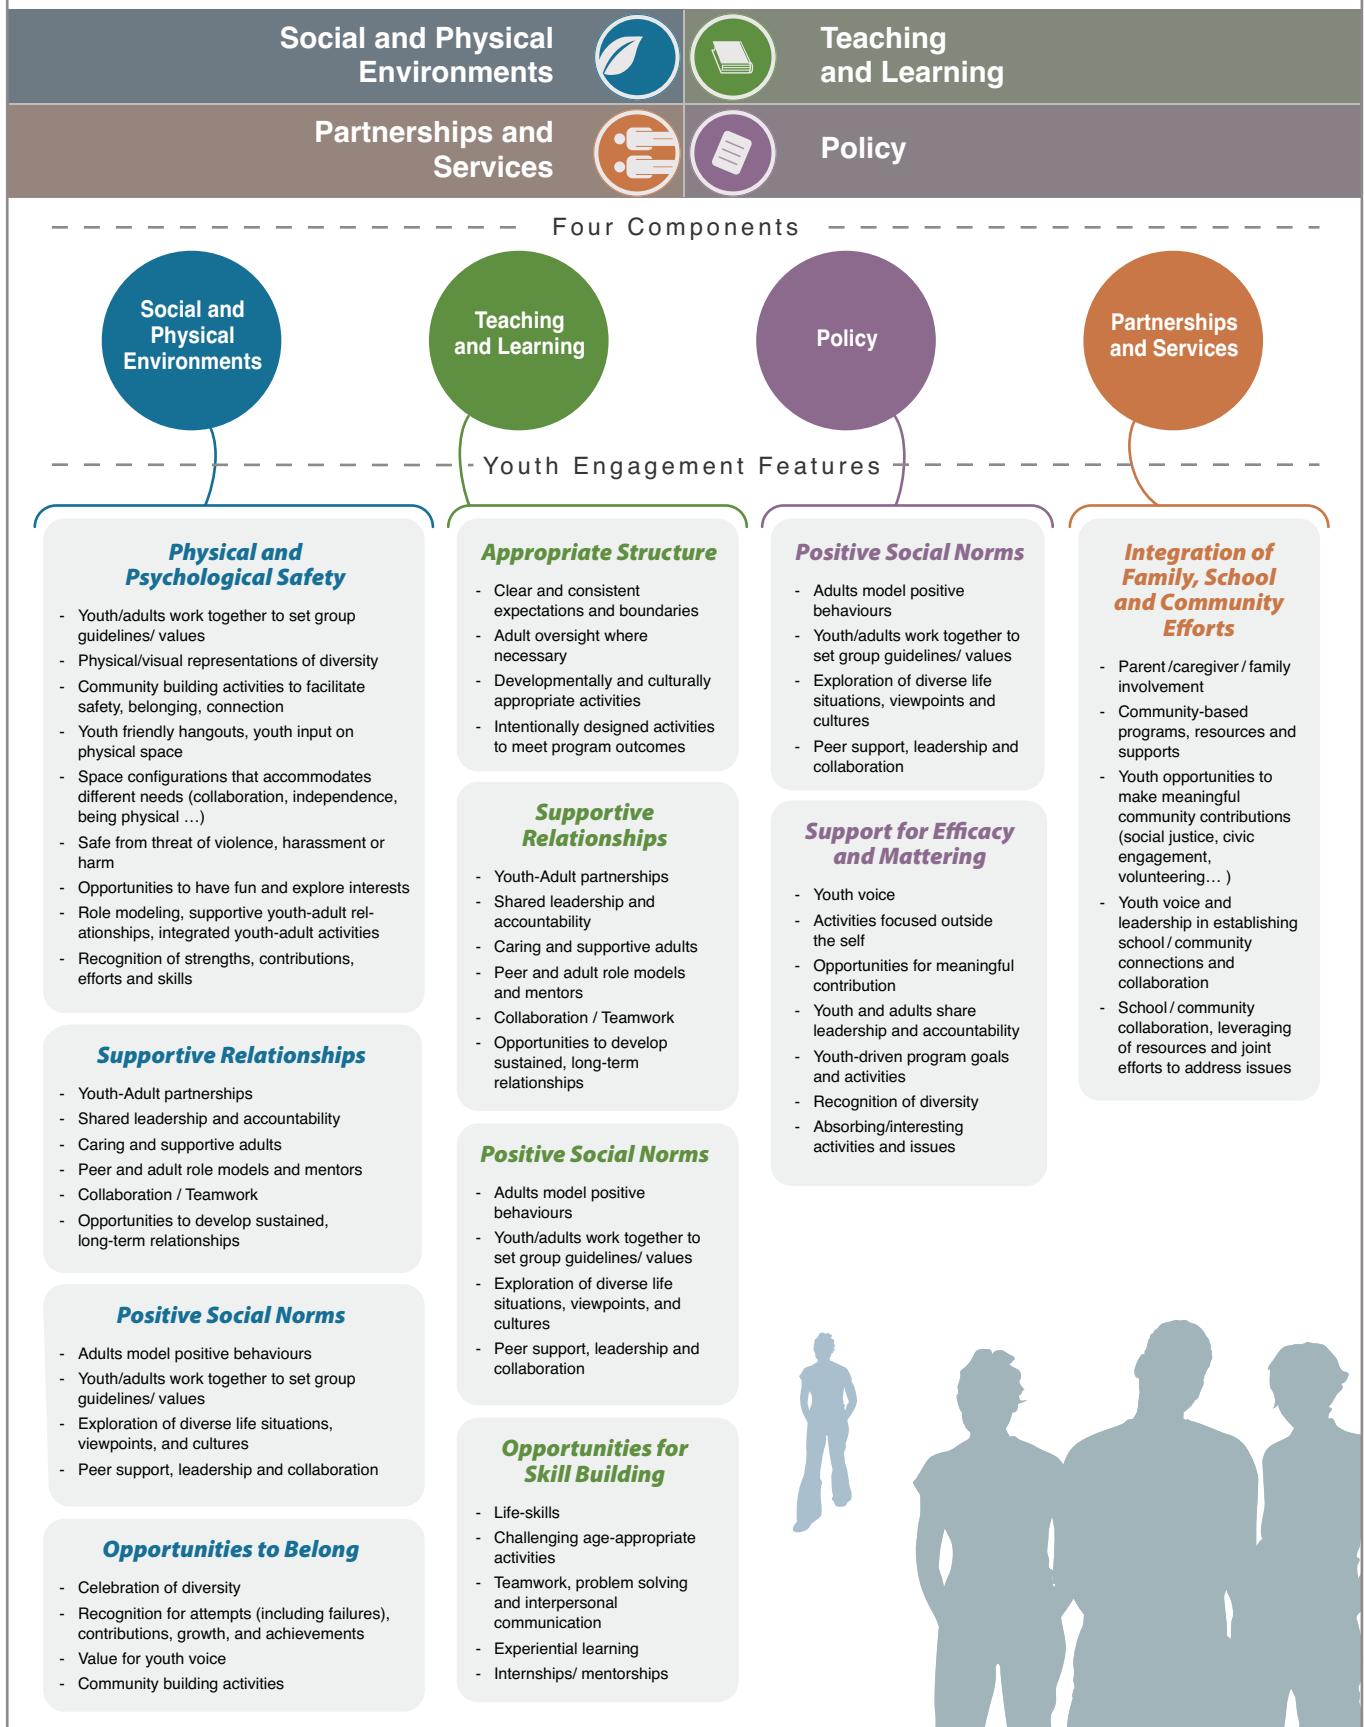 Social and Physical
Environments
Teaching
and Learning
Partnerships and
Services
Policy
Four Components
Social and
Physical
Environments
Teaching
and Learning
Policy
Partnerships
and Services
Youth Engagement Features
Physical and
Psychological Safety
- Youth/adults work together to set group
guidelines/ values
- Physical/visual representations of diversity
- Community building activities to facilitate
safety, belonging, connection
- Youth friendly hangouts, youth input on
physical space
- Space configurations that accommodates
different needs (collaboration, independence,
being physical …)
- Safe from threat of violence, harassment or
harm
- Opportunities to have fun and explore interests
- Role modeling, supportive youth-adult rel-
ationships, integrated youth-adult activities
- Recognition of strengths, contributions,
efforts and skills
Supportive Relationships
- Youth-Adult partnerships
- Shared leadership and accountability
- Caring and supportive adults
- Peer and adult role models and mentors
- Collaboration / Teamwork
- Opportunities to develop sustained,
long-term relationships
Positive Social Norms
- Adults model positive behaviours
- Youth/adults work together to set group
guidelines/ values
- Exploration of diverse life situations,
viewpoints, and cultures
- Peer support, leadership and collaboration
Opportunities to Belong
- Celebration of diversity
- Recognition for attempts (including failures),
contributions, growth, and achievements
- Value for youth voice
- Community building activities
Appropriate Structure
- Clear and consistent
expectations and boundaries
- Adult oversight where
necessary
- Developmentally and culturally
appropriate activities
- Intentionally designed activities
to meet program outcomes
Supportive
Relationships
- Youth-Adult partnerships
- Shared leadership and
accountability
- Caring and supportive adults
- Peer and adult role models
and mentors
- Collaboration / Teamwork
- Opportunities to develop
sustained, long-term
relationships
Positive Social Norms
- Adults model positive
behaviours
- Youth/adults work together to
set group guidelines/ values
- Exploration of diverse life
situations, viewpoints, and
cultures
- Peer support, leadership and
collaboration
Opportunities for
Skill Building
- Life-skills
- Challenging age-appropriate
activities
- Teamwork, problem solving
and interpersonal
communication
- Experiential learning
- Internships/ mentorships
Positive Social Norms
- Adults model positive
behaviours
- Youth/adults work together to
set group guidelines/ values
- Exploration of diverse life
situations, viewpoints and
cultures
- Peer support, leadership and
collaboration
Support for Efficacy
and Mattering
- Youth voice
- Activities focused outside
the self
- Opportunities for meaningful
contribution
- Youth and adults share
leadership and accountability
- Youth-driven program goals
and activities
- Recognition of diversity
- Absorbing/interesting
activities and issues
Integration of
Family, School
and Community
Efforts
- Parent / caregiver / family
involvement
- Community-based
programs, resources and
supports
- Youth opportunities to
make meaningful
community contributions
(social justice, civic
engagement,
volunteering… )
- Youth voice and
leadership in establishing
school / community
connections and
collaboration
- School / community
collaboration, leveraging
of resources and joint
efforts to address issues